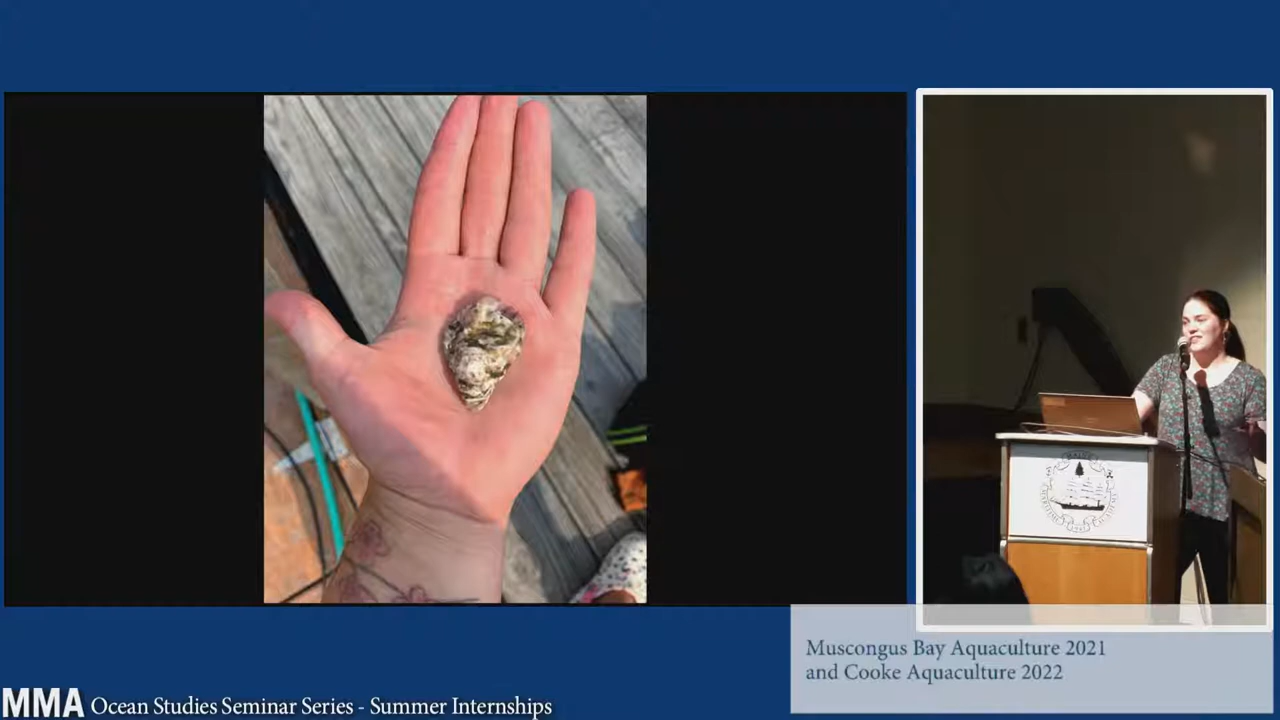 Muscongus Bay Aquaculture 2021
and Cooke Aquaculture 2022
MMA Ocean Studies Seminar Series - Summer Internships